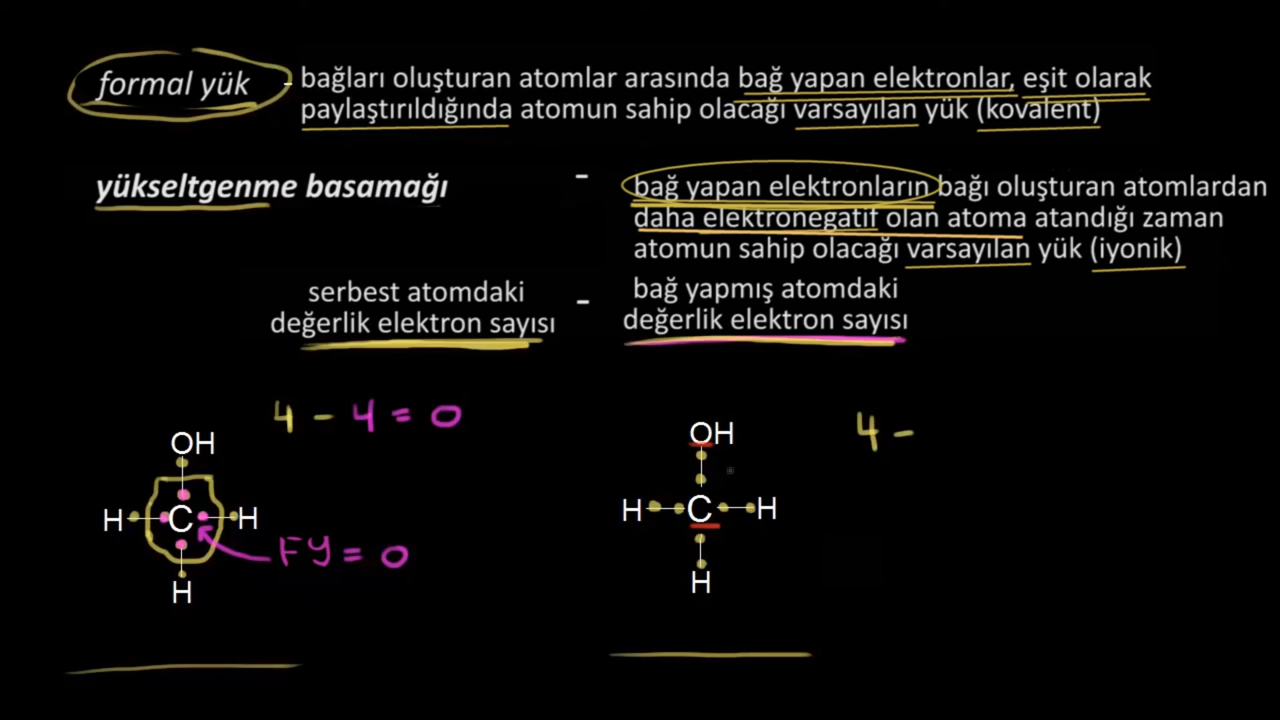 formal yük - bağları oluşturan atomlar arasında bağ yapan elektronlar, eşit olarak
paylaştırıldığında atomun sahip olacağı varsayılan yük (kovalent)
yükseltgenme basamağı - bağ yapan elektronların bağı oluşturan atomlardan
daha elektronegatif olan atoma atandığı zaman
atomun sahip olacağı varsayılan yük (iyonik)
serbest atomdaki - bağ yapmış atomdaki
değerlik elektron sayısı değerlik elektron sayısı
4 - 4 = 0
4 -
OH
H C H
H
FY = 0
OH
H C H
H